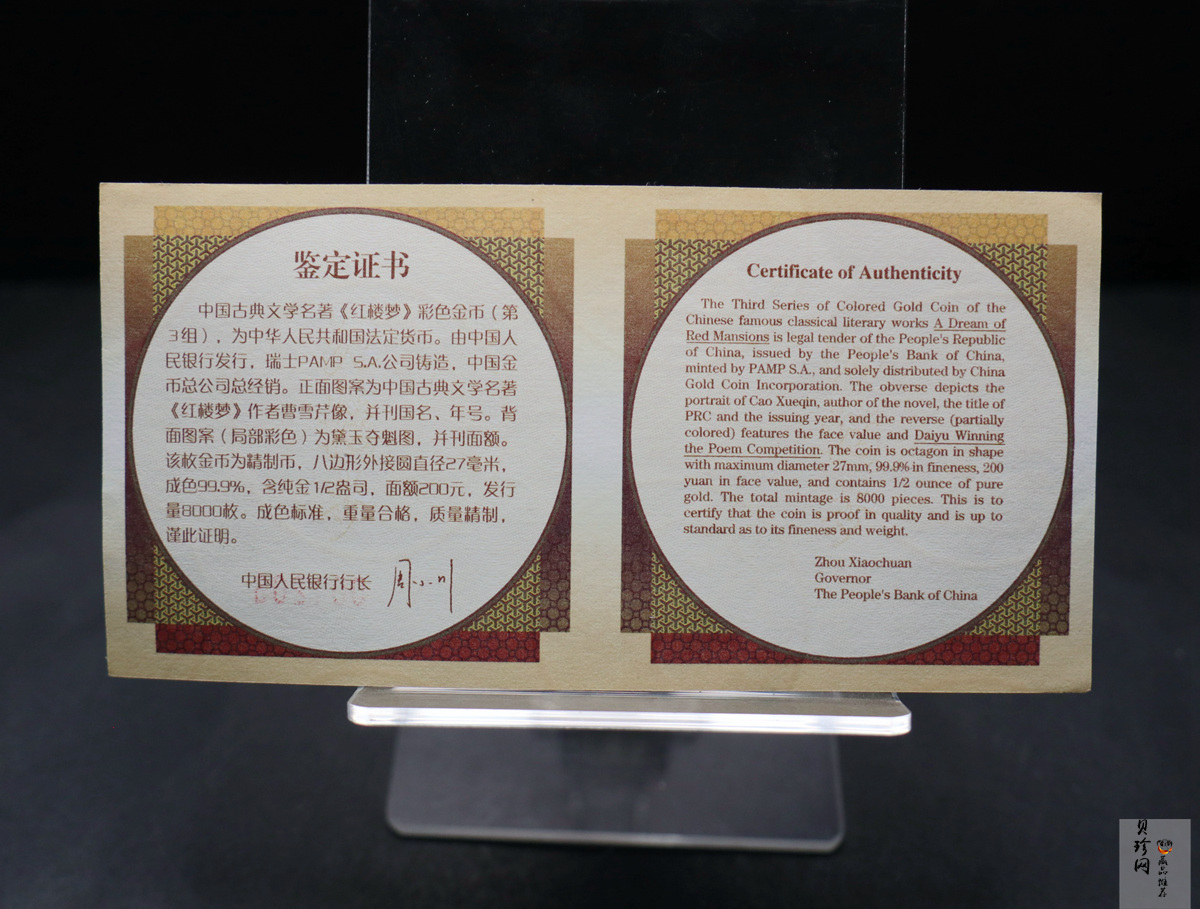 鉴定证书
中国古典文学名著《红楼梦》彩色金币（第
3组），为中华人民共和国法定货币。由中国人
民银行发行，瑞士PAMP S.A.公司铸造，中国金
币总公司总经销。正面图案为中国古典文学名著
《红楼梦》作者曹雪芹像，并刊国名、年号。背
面图案（局部彩色）为黛玉夺魁图，并刊面额。
该枚金币为精制币，八边形外接圆直径27毫米，
成色99.9%，含纯金1/2盎司，面额200元，发行
量8000枚。成色标准，重量合格，质量精制，
谨此证明。
中国人民银行行长 周小川
Certificate of Authenticity
The Third Series of Colored Gold Coin of the
Chinese famous classical literary works A Dream of
Red Mansions is legal tender of the People's Republic
of China, issued by the People's Bank of China,
minted by PAMP S.A., and solely distributed by China
Gold Coin Incorporation. The obverse depicts the
portrait of Cao Xueqin, author of the novel, the title of
PRC and the issuing year, and the reverse (partially
colored) features the face value and Daiyu Winning
the Poem Competition. The coin is octagon in shape
with maximum diameter 27mm, 99.9% in fineness, 200
yuan in face value, and contains 1/2 ounce of pure
gold. The total mintage is 8000 pieces. This is to
certify that the coin is proof in quality and is up to
standard as to its fineness and weight.
Zhou Xiaochuan
Governor
The People's Bank of China
贝珍网
藏品推荐